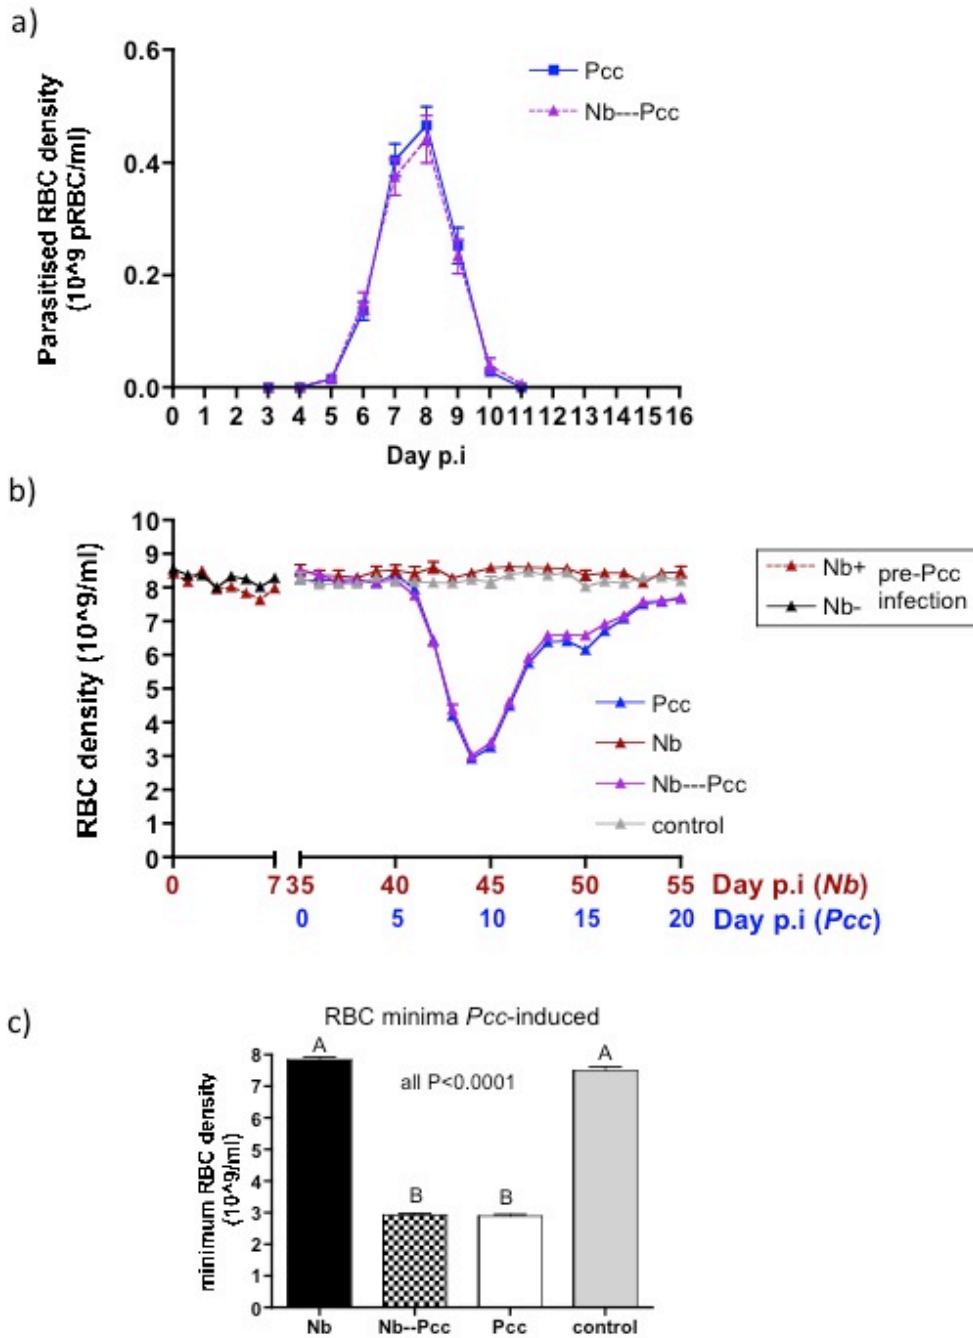 a)
0.6
0.4
0.2
0.0
Parasitised RBC density
(10^9 pRBC/ml)
Pcc
Nb---Pcc
0 1 2 3 4 5 6 7 8 9 10 11 12 13 14 15 16
Day p.i
b)
10
9
8
7
6
5
4
3
2
1
0
RBC density (10^9/ml)
Nb+
Nb-
pre-Pcc
infection
Pcc
Nb
Nb---Pcc
control
0 7 35 40 45 50 55 Day p.i (Nb)
0 5 10 15 20 Day p.i (Pcc)
c)
RBC minima Pcc-induced
8
7
6
5
4
3
2
1
0
minimum RBC density
(10^9/ml)
A
B
B
A
all P<0.0001
Nb Nb--Pcc Pcc control